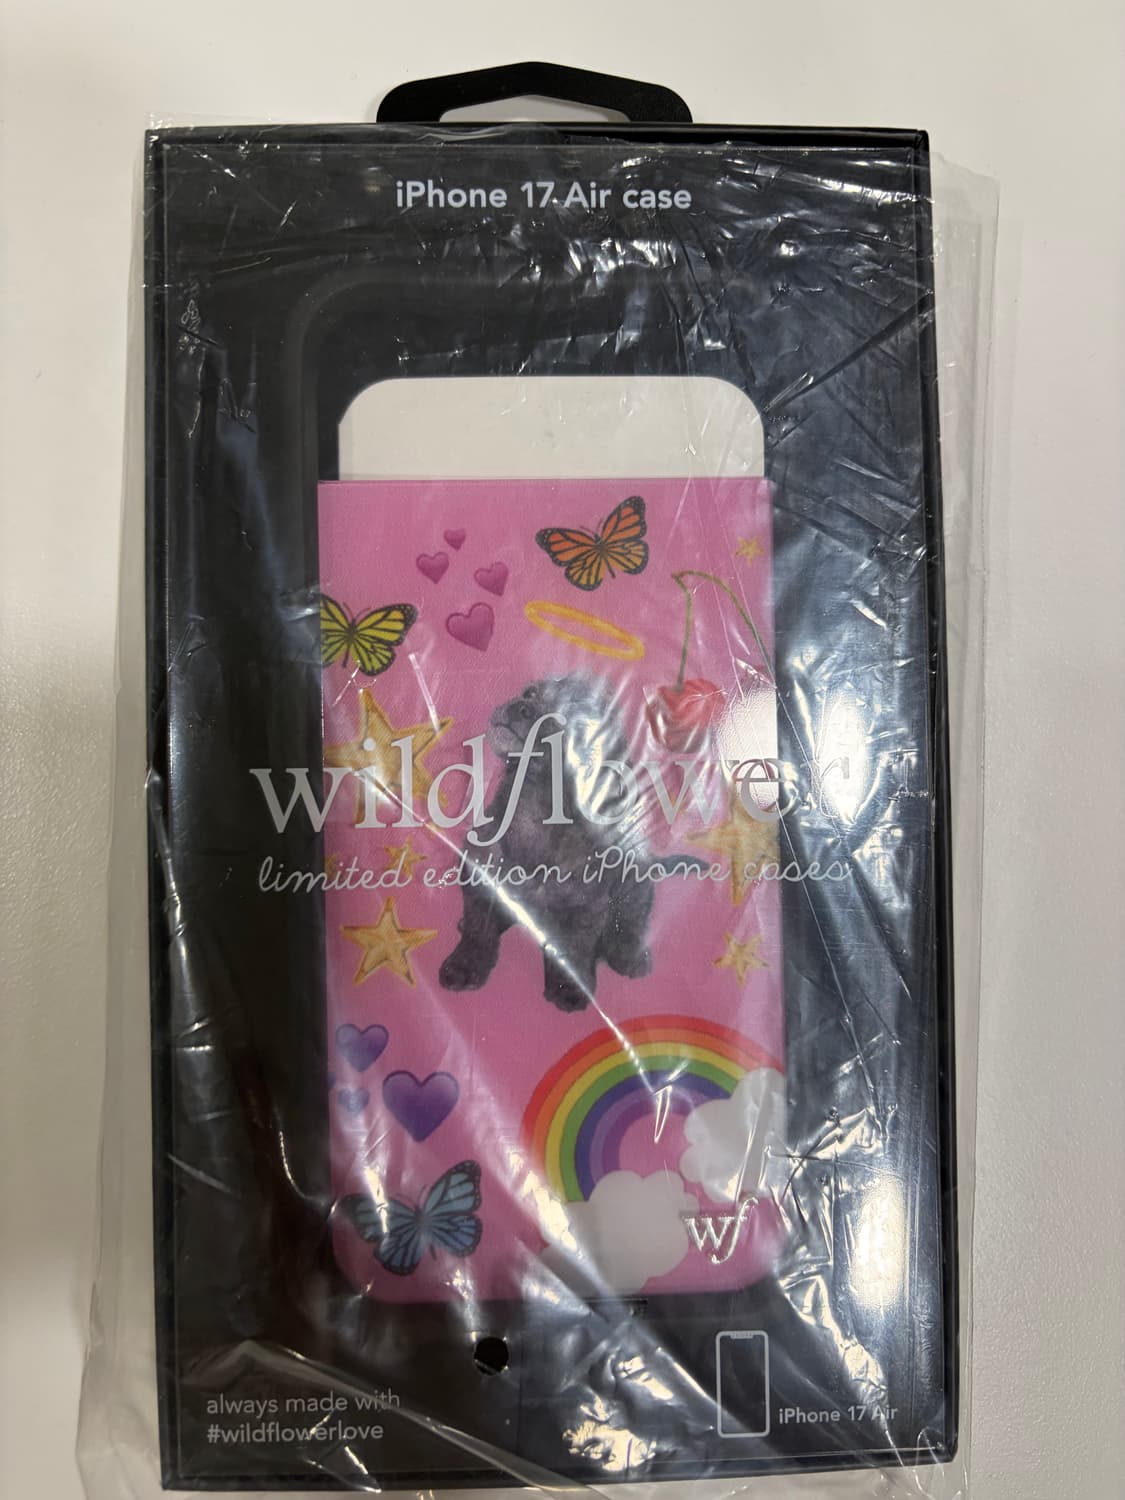 iPhone 17 Air case
wildflower
limited edition iPhone cases
wf
always made with
#wildflowerlove
iPhone 17 Air